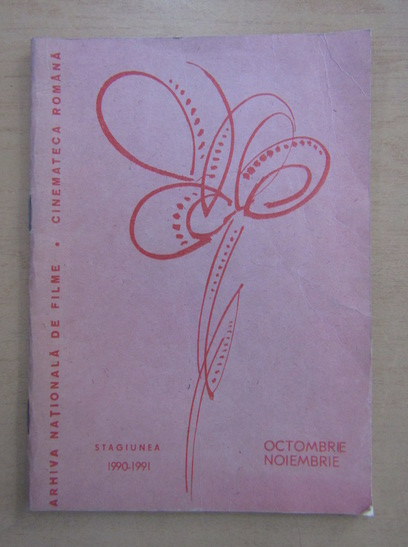 ARHIVA NAȚIONALĂ DE FILME • CINEMATECA ROMÂNĂ
STAGIUNEA
1990-1991
OCTOMBRIE
NOIEMBRIE